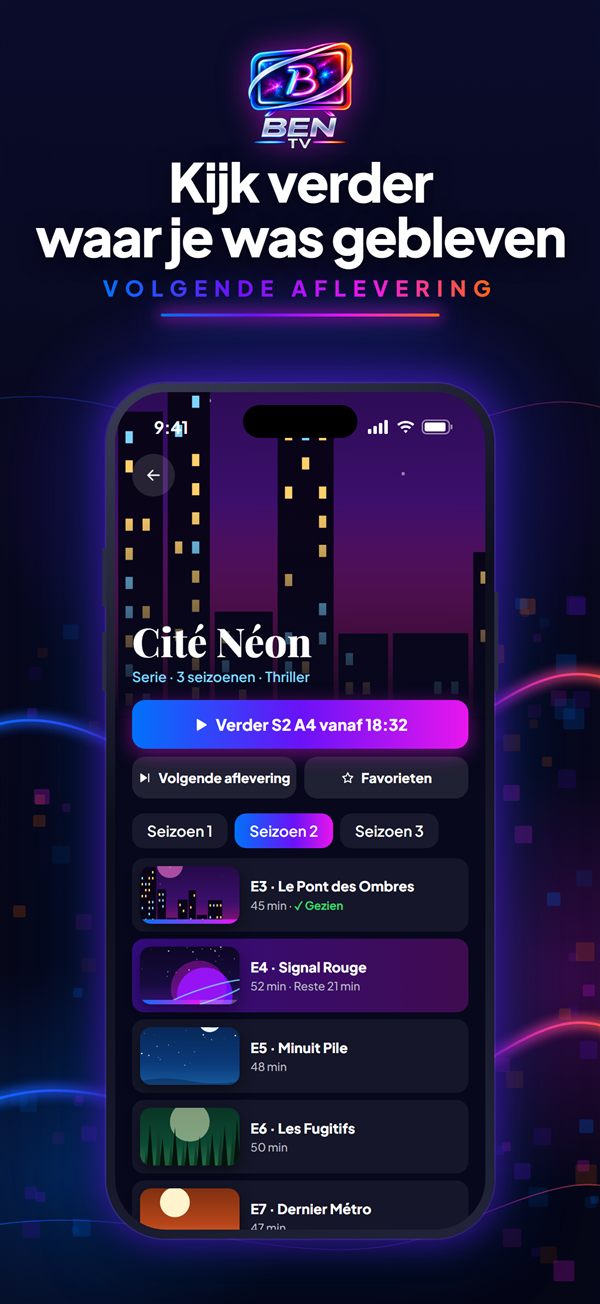 B
BEN
TV
Kijk verder
waar je was gebleven
VOLGENDE AFLEVERING
9:41
Cité Néon
Serie · 3 seizoenen · Thriller
Verder S2 A4 vanaf 18:32
Volgende aflevering
Favorieten
Seizoen 1
Seizoen 2
Seizoen 3
E3 · Le Pont des Ombres
45 min · ✓ Gezien
E4 · Signal Rouge
52 min · Reste 21 min
E5 · Minuit Pile
48 min
E6 · Les Fugitifs
50 min
E7 · Dernier Métro
47 min